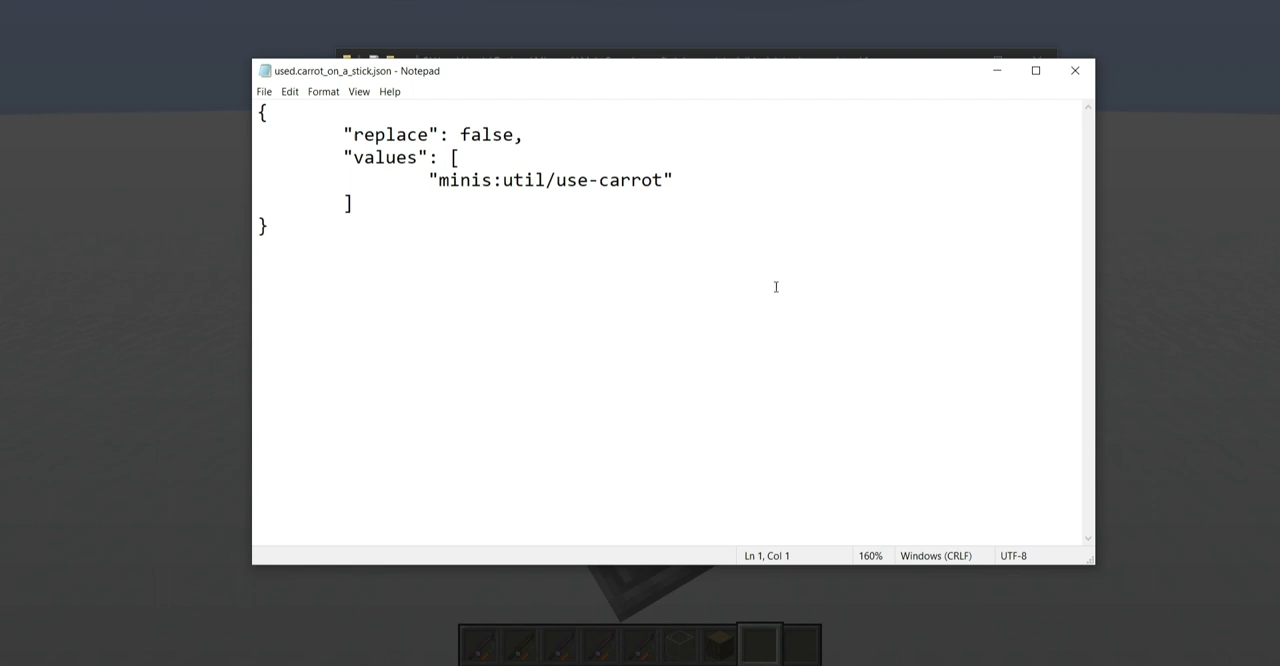 used.carrot_on_a_stick.json - Notepad
File Edit Format View Help
{
"replace": false,
"values": [
"minis:util/use-carrot"
]
}
Ln 1, Col 1 160% Windows (CRLF) UTF-8